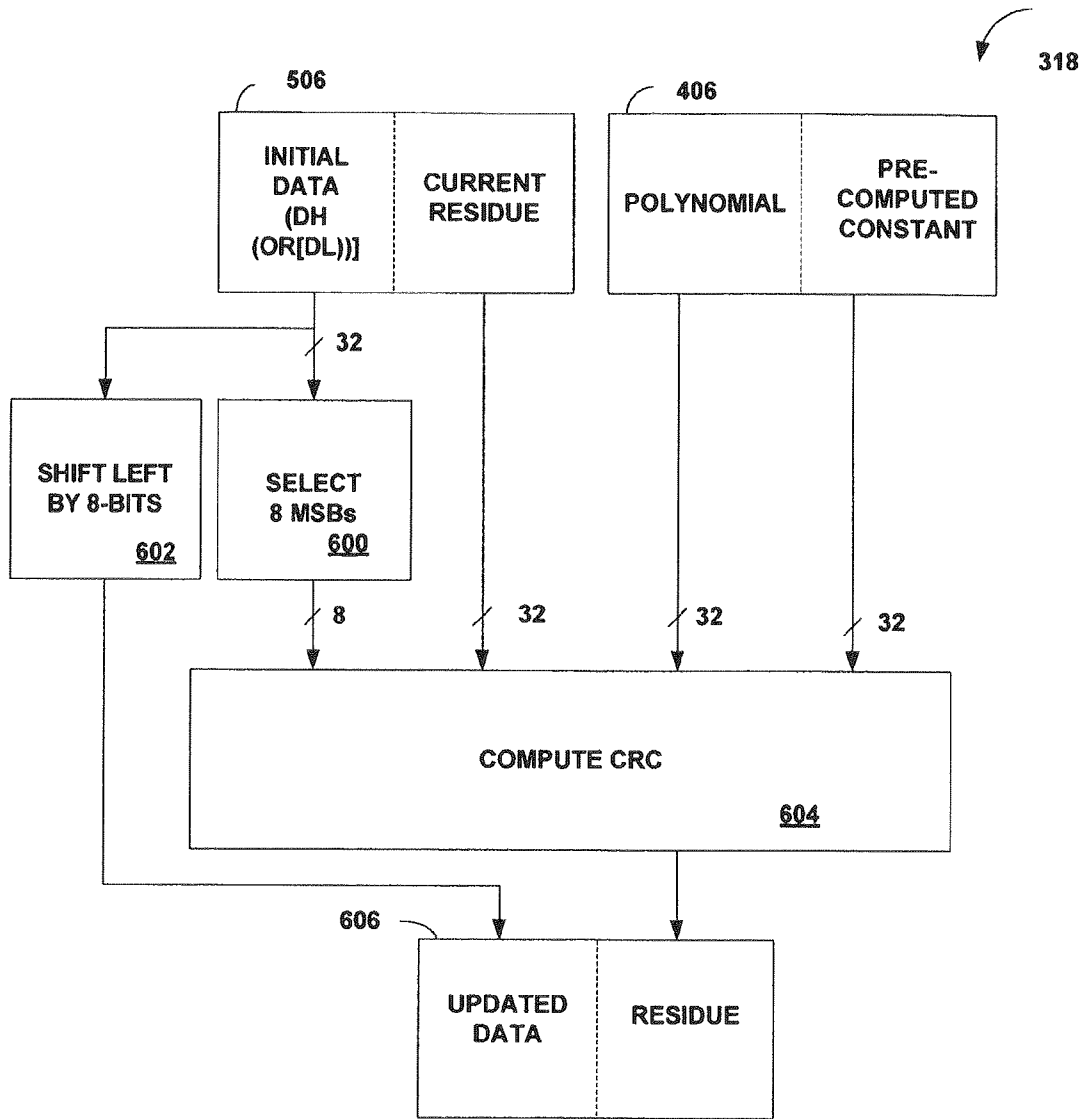 318
506
406
INITIAL
DATA
(DH
(OR[DL))]
CURRENT
RESIDUE
POLYNOMIAL
PRE-
COMPUTED
CONSTANT
32
SHIFT LEFT
BY 8-BITS
602
SELECT
8 MSBs
600
8
32
32
32
COMPUTE CRC
604
606
UPDATED
DATA
RESIDUE